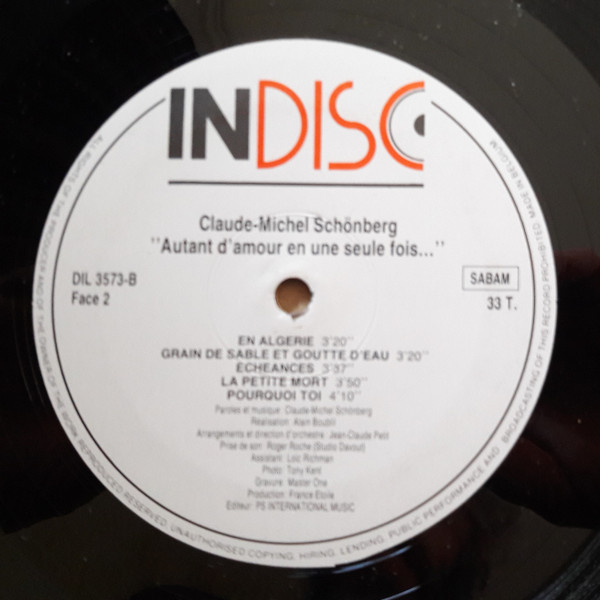 INDISC
Claude-Michel Schönberg
"Autant d'amour en une seule fois..."
DIL 3573-B
Face 2
SABAM
33 T.
EN ALGERIE 3'20"
GRAIN DE SABLE ET GOUTTE D'EAU 3'20"
ÉCHEANCES 3'37"
LA PETITE MORT 3'50"
POURQUOI TOI 4'10"
Paroles et musique: Claude-Michel Schönberg
Réalisation: Alain Boublil
Arrangements et direction d'orchestre: Jean-Claude Petit
Prise de son: Roger Roche (Studio Davout)
Assistant: Loïc Richman
Photo: Tony Kent
Gravure: Master One
Production: France Etoile
Editeur: PS INTERNATIONAL MUSIC
ALL RIGHTS OF THE PRODUCER AND OF THE OWNER OF THE WORK REPRODUCED RESERVED. UNAUTHORISED COPYING, HIRING, LENDING, PUBLIC PERFORMANCE AND BROADCASTING OF THIS RECORD PROHIBITED. MADE IN BELGIUM